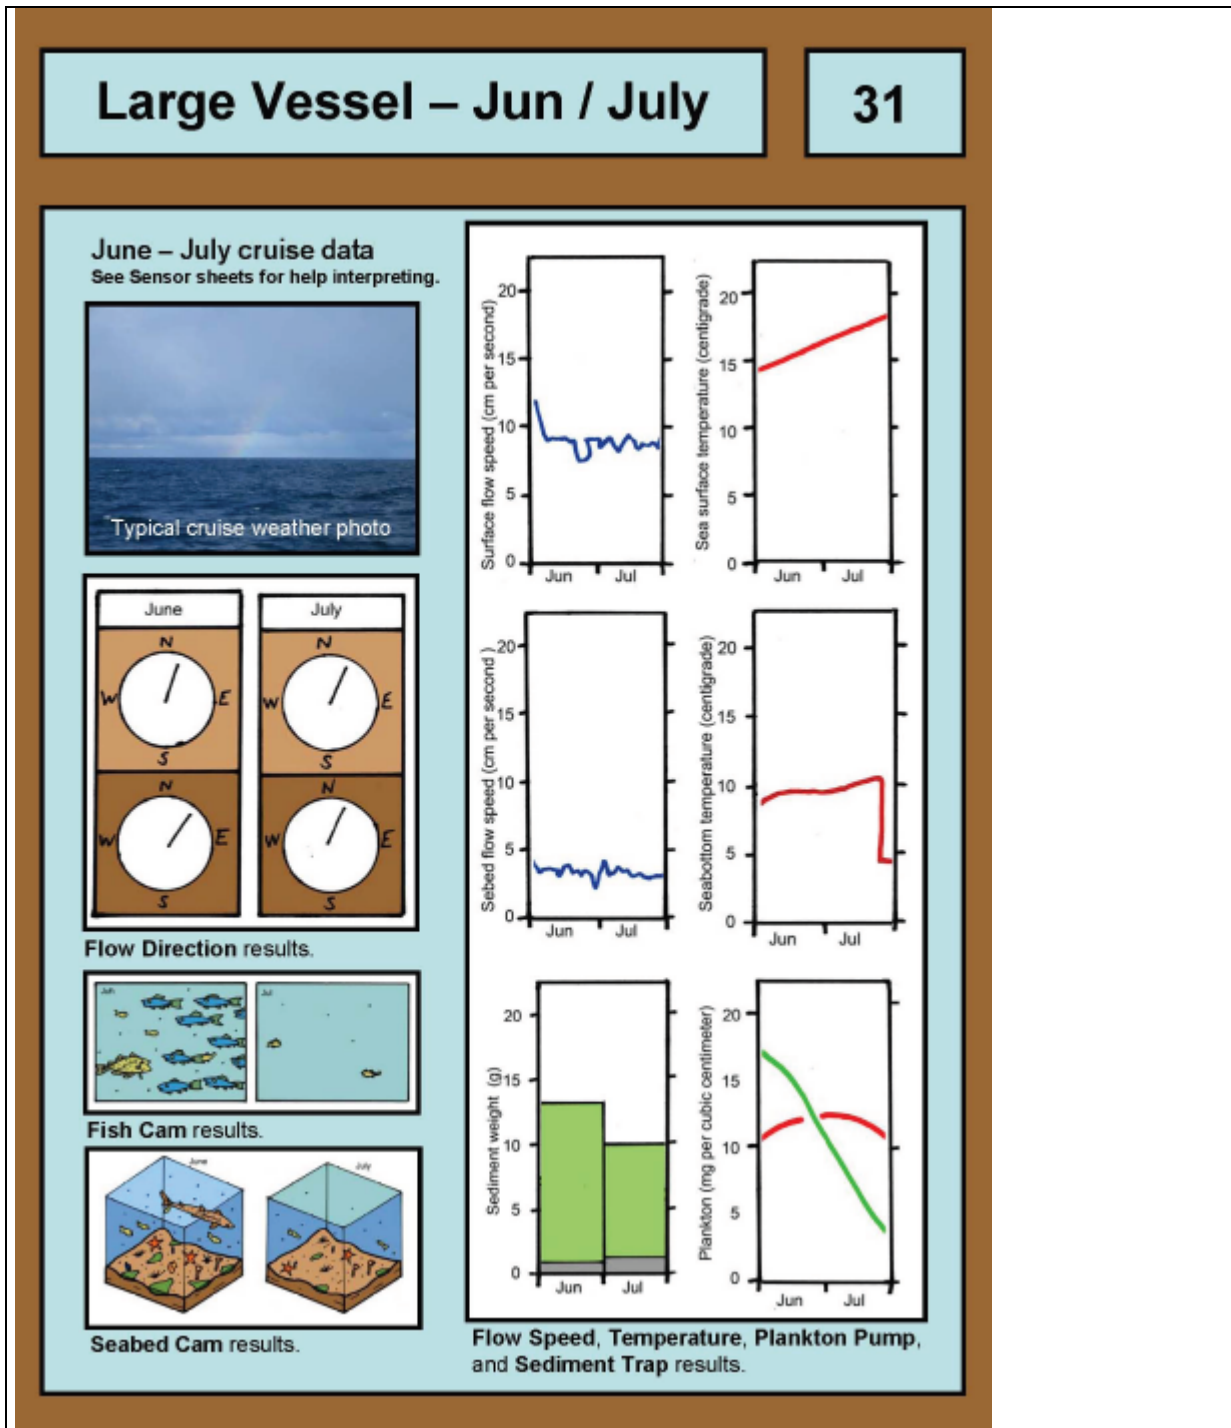 Large Vessel – Jun / July
31
June – July cruise data
See Sensor sheets for help interpreting.
Typical cruise weather photo
June
July
N
N
W
E
W
E
S
S
N
N
W
E
W
E
S
S
Flow Direction results.
Jun
Jul
Fish Cam results.
June
July
Seabed Cam results.
Surface flow speed (cm per second)
20
15
10
5
0
Jun
Jul
Sea surface temperature (centigrade)
20
15
10
5
0
Jun
Jul
Sebed flow speed (cm per second )
20
15
10
5
0
Jun
Jul
Seabottom temperature (centigrade)
20
15
10
5
0
Jun
Jul
Sediment weight (g)
20
15
10
5
0
Jun
Jul
Plankton (mg per cubic centimeter)
20
15
10
5
0
Jun
Jul
Flow Speed, Temperature, Plankton Pump,
and Sediment Trap results.